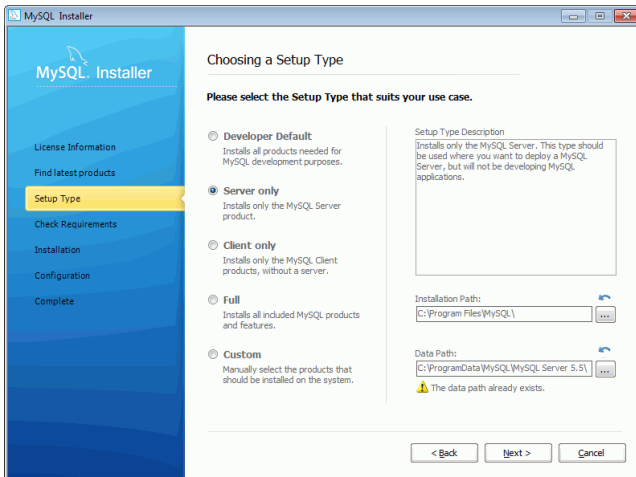 MySQL Installer
MySQL. Installer
License Information
Find latest products
Setup Type
Check Requirements
Installation
Configuration
Complete
Choosing a Setup Type
Please select the Setup Type that suits your use case.
Developer Default
Installs all products needed for
MySQL development purposes.
Server only
Installs only the MySQL Server
product.
Client only
Installs only the MySQL Client
products, without a server.
Full
Installs all included MySQL products
and features.
Custom
Manually select the products that
should be installed on the system.
Setup Type Description
Installs only the MySQL Server. This type should
be used where you want to deploy a MySQL
Server, but will not be developing MySQL
applications.
Installation Path:
C:\Program Files\MySQL\
...
Data Path:
C:\ProgramData\MySQL\MySQL Server 5.5\
...
The data path already exists.
< Back
Next >
Cancel